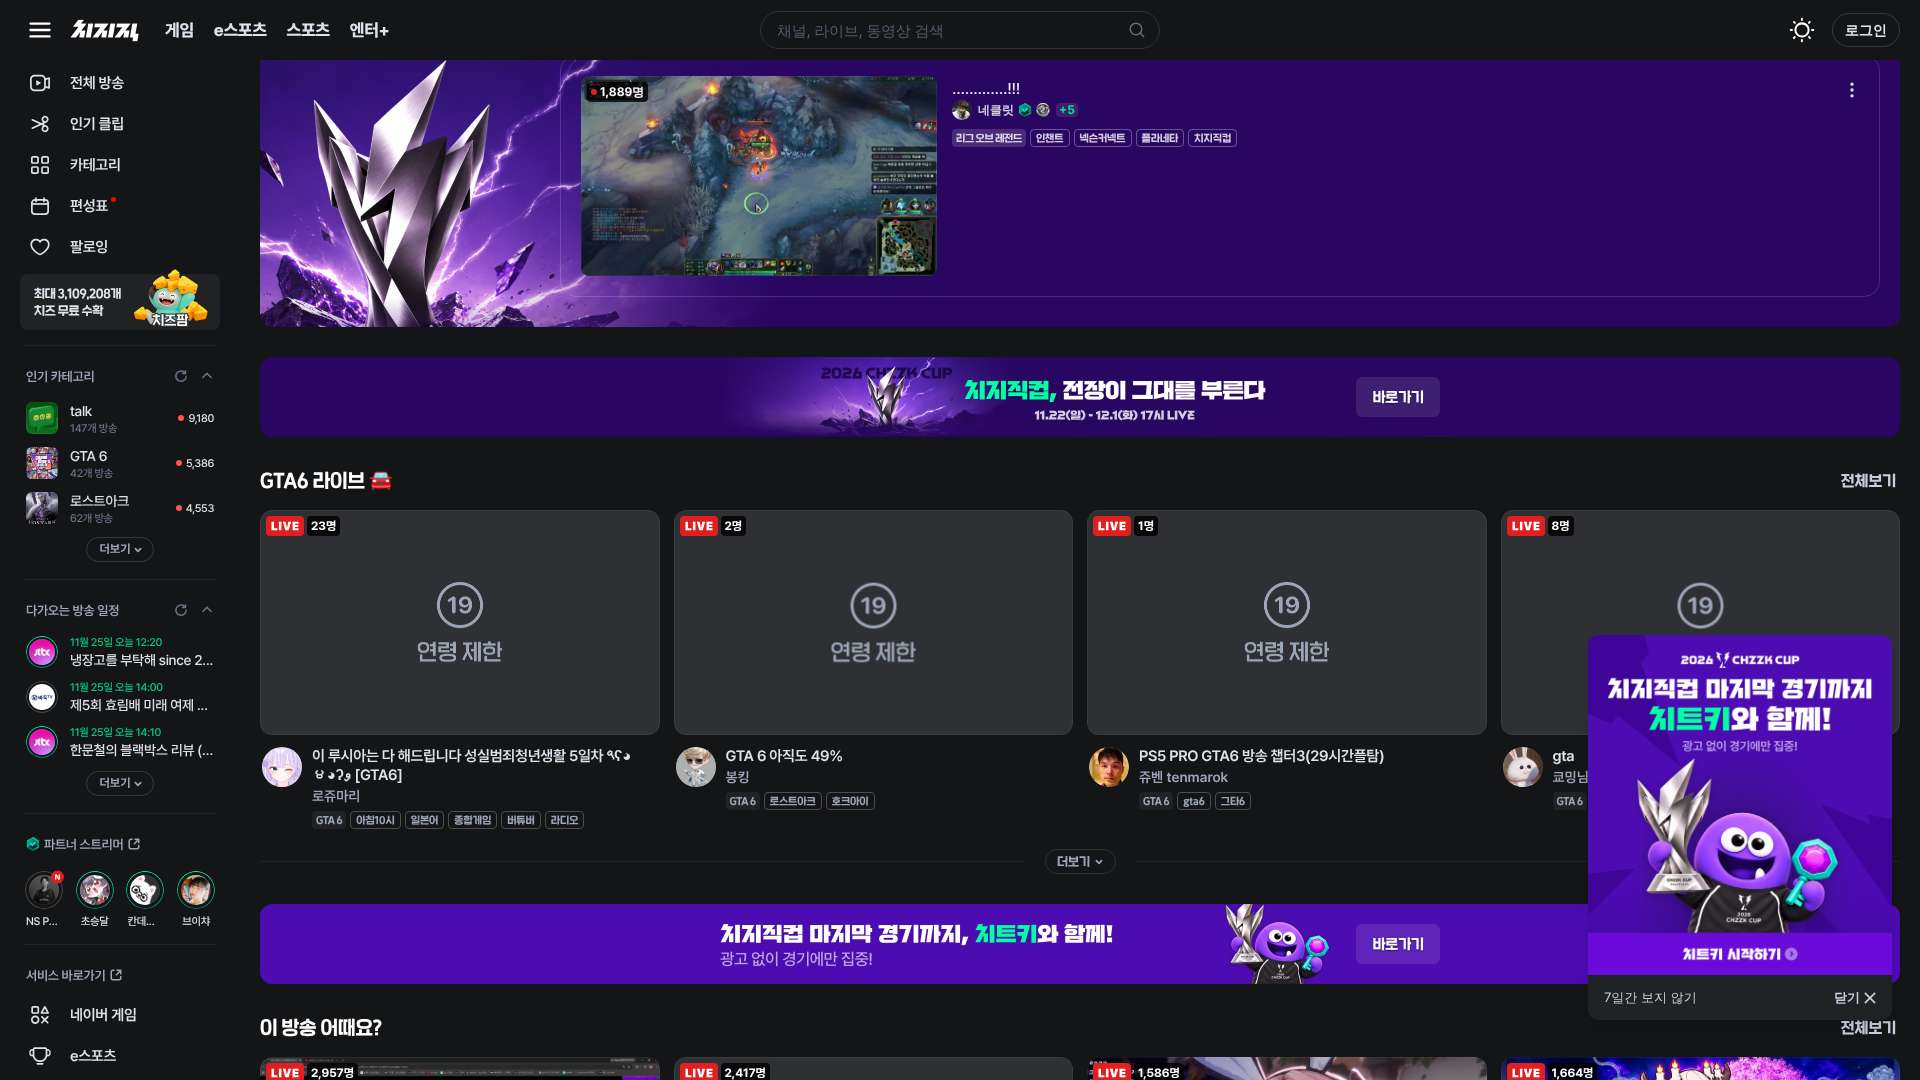 치지직
게임
e스포츠
스포츠
엔터+
채널, 라이브, 동영상 검색
로그인
전체 방송
인기 클립
카테고리
편성표
팔로잉
최대 3,109,208개
치즈 무료 수확
치즈팜
인기 카테고리
talk
147개 방송
9,180
GTA 6
42개 방송
5,386
로스트아크
62개 방송
4,553
더보기
다가오는 방송 일정
11월 25일 오늘 12:20
냉장고를 부탁해 since 2...
11월 25일 오늘 14:00
제5회 효림배 미래 여제 ...
11월 25일 오늘 14:10
한문철의 블랙박스 리뷰 (...
더보기
파트너 스트리머
N
NS P...
초승달
칸데...
브이챠
서비스 바로가기
네이버 게임
e스포츠
1,889명
.............!!!
네클릿
+5
리그 오브 레전드
인챈트
넥슨커넥트
플라네타
치지직컵
2026 CHZZK CUP
치지직컵, 전장이 그대를 부른다
11.22(일) - 12.1(화) 17시 LIVE
바로가기
GTA6 라이브
전체보기
LIVE 23명
19
연령 제한
이 루시아는 다 해드립니다 성실범죄청년생활 5일차
[GTA6]
로쥬마리
GTA 6
아침10시
일본어
종합게임
버튜버
라디오
LIVE 2명
19
연령 제한
GTA 6 아직도 49%
봉킹
GTA 6
로스트아크
호크아이
LIVE 1명
19
연령 제한
PS5 PRO GTA6 방송 챕터3(29시간플탐)
쥬벤 tenmarok
GTA 6
gta6
그타6
LIVE 8명
19
gta
쿄밍님
GTA 6
더보기
치지직컵 마지막 경기까지, 치트키와 함께!
광고 없이 경기에만 집중!
바로가기
2026 CHZZK CUP
치지직컵 마지막 경기까지
치트키와 함께!
광고 없이 경기에만 집중!
CHZZK CUP
2026
CHZZK CUP
치트키 시작하기
7일간 보지 않기
닫기
이 방송 어때요?
전체보기
LIVE 2,957명
LIVE 2,417명
LIVE 1,586명
LIVE 1,664명